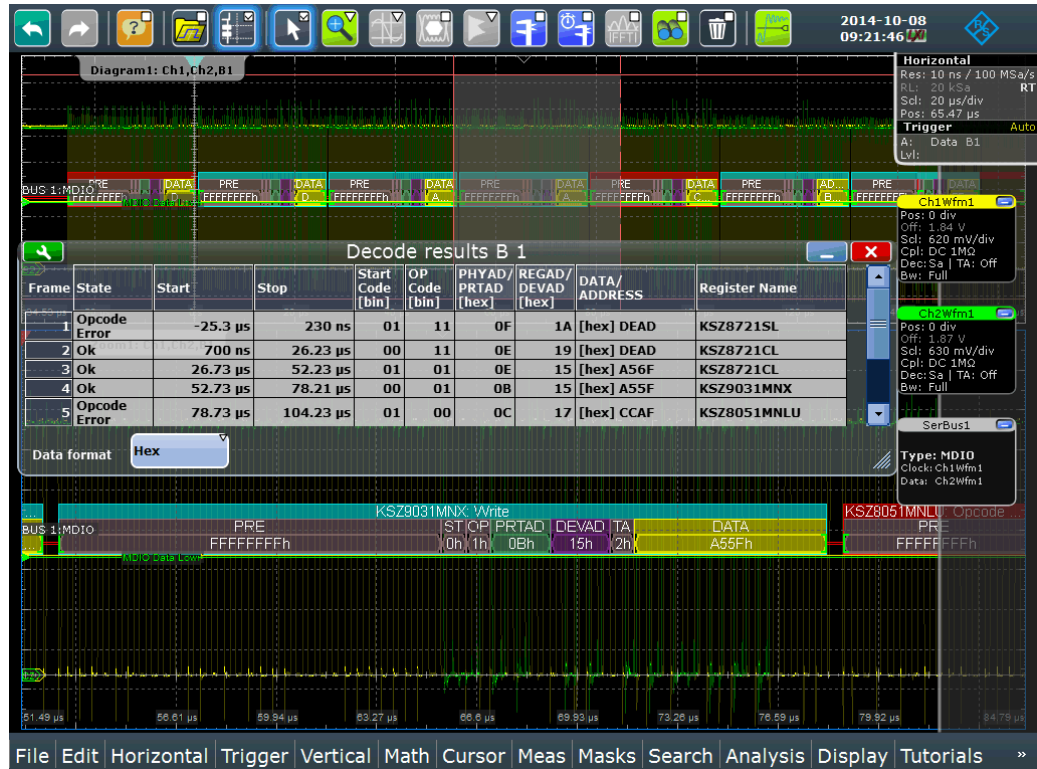 2014-10-08
09:21:46
Diagram1: Ch1,Ch2,B1
Horizontal
Res: 10 ns / 100 MSa/s
RL: 20 kSa RT
Scl: 20 µs/div
Pos: 65.47 µs
Trigger Auto
A: Data B1
Lvl:
BUS 1:MDIO
PRE DATA PRE DATA PRE DATA PRE DATA PRE DATA PRE AD... PRE DATA
Ch1Wfm1
Pos: 0 div
Off: 1.84 V
Scl: 620 mV/div
Cpl: DC 1MΩ
Dec: Sa | TA: Off
Bw: Full
Ch2Wfm1
Pos: 0 div
Off: 1.87 V
Scl: 630 mV/div
Cpl: DC 1MΩ
Dec: Sa | TA: Off
Bw: Full
SerBus1
Type: MDIO
Clock: Ch1Wfm1
Data: Ch2Wfm1
Decode results B 1
Frame State Start Stop Start Code [bin] OP Code [bin] PHYAD/ PRTAD [hex] REGAD/ DEVAD [hex] DATA/ ADDRESS Register Name
1 Opcode Error -25.3 µs 230 ns 01 11 0F 1A [hex] DEAD KSZ8721SL
2 Ok 700 ns 26.23 µs 00 11 0E 19 [hex] DEAD KSZ8721CL
3 Ok 26.73 µs 52.23 µs 01 01 0E 15 [hex] A56F KSZ8721CL
4 Ok 52.73 µs 78.21 µs 00 01 0B 15 [hex] A55F KSZ9031MNX
5 Opcode Error 78.73 µs 104.23 µs 01 00 0C 17 [hex] CCAF KSZ8051MNLU
Data format Hex
KSZ9031MNX: Write KSZ8051MNLU: Opcode ...
BUS 1:MDIO PRE ST OP PRTAD DEVAD TA DATA PRE
FFFFFFFFh 0h 1h 0Bh 15h 2h A55Fh FFFFFFFFh
MDIO Data Lowr
51.49 µs 56.61 µs 59.94 µs 63.27 µs 66.6 µs 69.93 µs 73.26 µs 76.59 µs 79.92 µs 84.79 µs
File Edit Horizontal Trigger Vertical Math Cursor Meas Masks Search Analysis Display Tutorials »